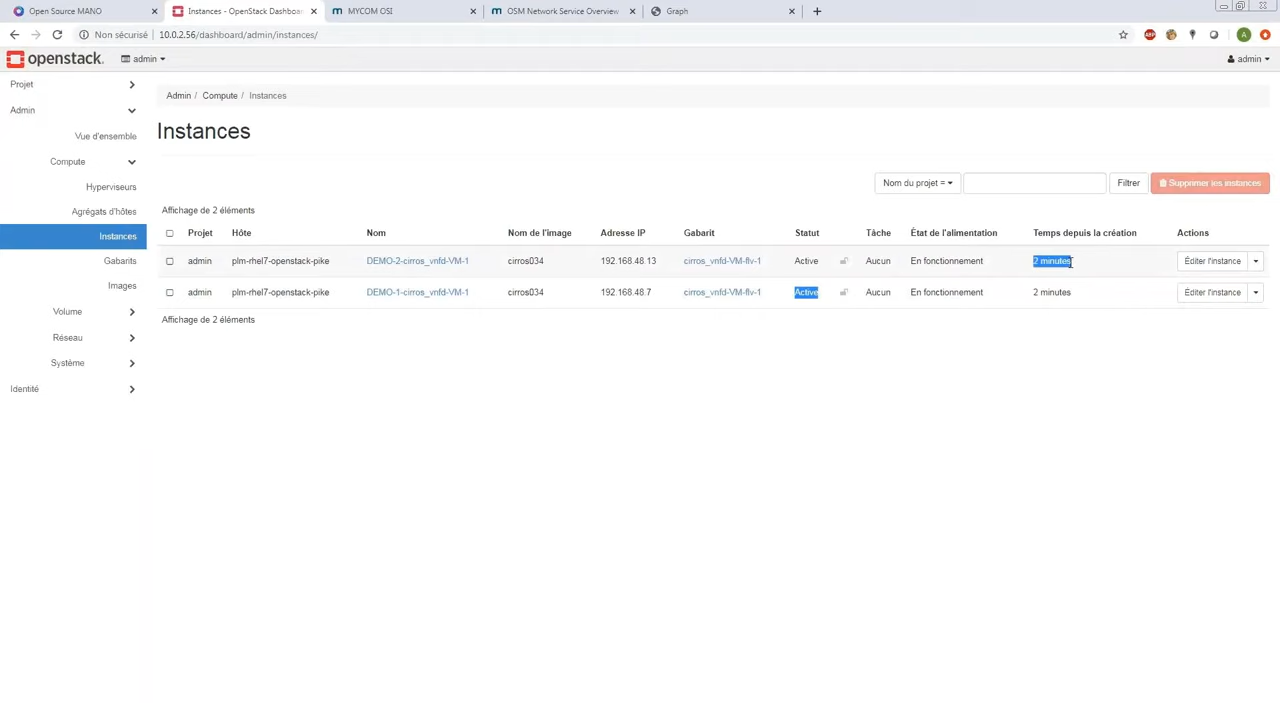 Open Source MANO
Instances - OpenStack Dashboa
MYCOM OSI
OSM Network Service Overview
Graph
Non sécurisé
10.0.2.56/dashboard/admin/instances/
ABP
A
openstack.
admin
admin
Projet
Admin
Vue d'ensemble
Compute
Hyperviseurs
Agrégats d'hôtes
Instances
Gabarits
Images
Volume
Réseau
Système
Identité
Admin / Compute / Instances
Instances
Nom du projet =
Filtrer
Supprimer les instances
Affichage de 2 éléments
Projet Hôte Nom Nom de l'image Adresse IP Gabarit Statut Tâche État de l'alimentation Temps depuis la création Actions
admin plm-rhel7-openstack-pike DEMO-2-cirros_vnfd-VM-1 cirros034 192.168.48.13 cirros_vnfd-VM-flv-1 Active Aucun En fonctionnement 2 minutes Éditer l'instance
admin plm-rhel7-openstack-pike DEMO-1-cirros_vnfd-VM-1 cirros034 192.168.48.7 cirros_vnfd-VM-flv-1 Active Aucun En fonctionnement 2 minutes Éditer l'instance
Affichage de 2 éléments